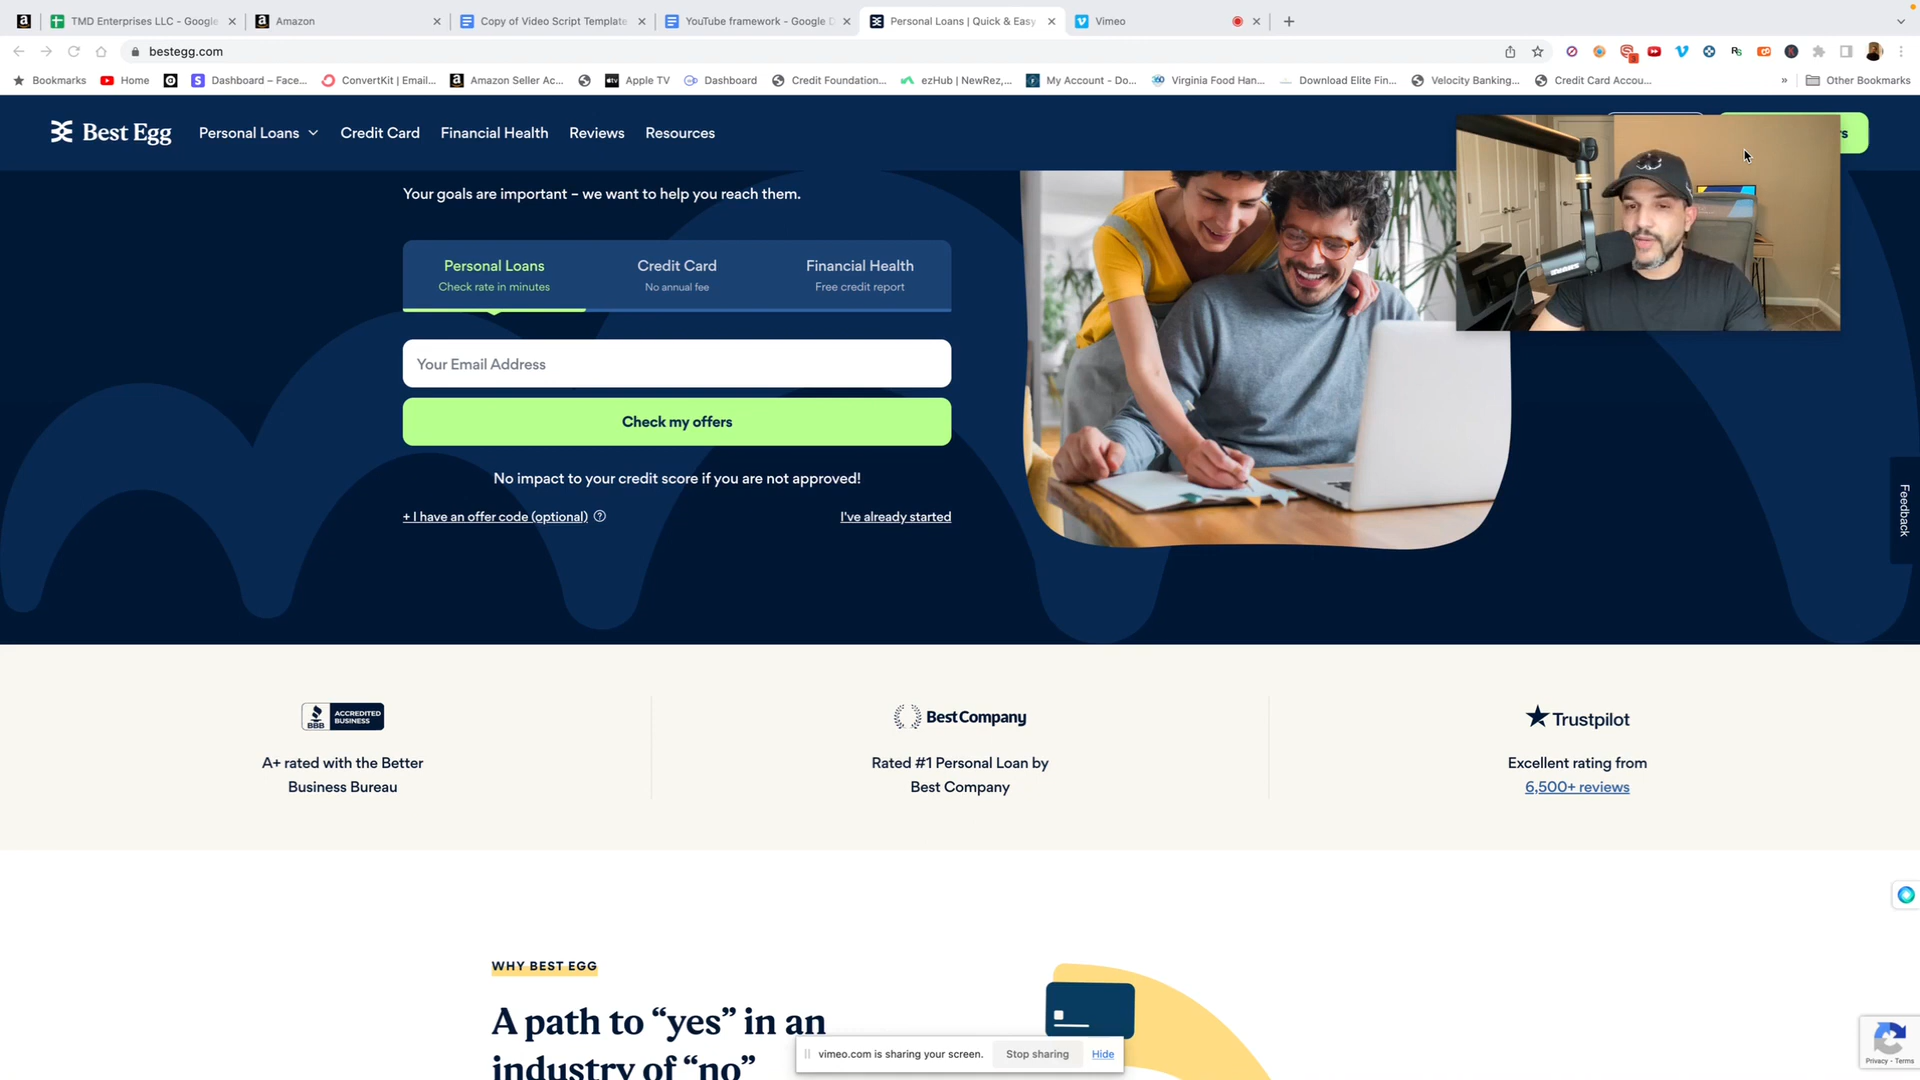 TMD Enterprises LLC - Google
Amazon
Copy of Video Script Template
YouTube framework - Google D
Personal Loans | Quick & Easy
Vimeo
bestegg.com
Bookmarks
Home
Dashboard – Face...
ConvertKit | Email...
Amazon Seller Ac...
Apple TV
Dashboard
Credit Foundation...
ezHub | NewRez,...
My Account - Do...
Virginia Food Han...
Download Elite Fin...
Velocity Banking...
Credit Card Accou...
»
Other Bookmarks
Best Egg
Personal Loans
Credit Card
Financial Health
Reviews
Resources
Your goals are important – we want to help you reach them.
Personal Loans
Check rate in minutes
Credit Card
No annual fee
Financial Health
Free credit report
Your Email Address
Check my offers
No impact to your credit score if you are not approved!
+ I have an offer code (optional)
I've already started
Feedback
BBB
ACCREDITED
BUSINESS
A+ rated with the Better
Business Bureau
BestCompany
Rated #1 Personal Loan by
Best Company
Trustpilot
Excellent rating from
6,500+ reviews
WHY BEST EGG
A path to “yes” in an
industry of “no”
vimeo.com is sharing your screen.
Stop sharing
Hide
Privacy - Terms